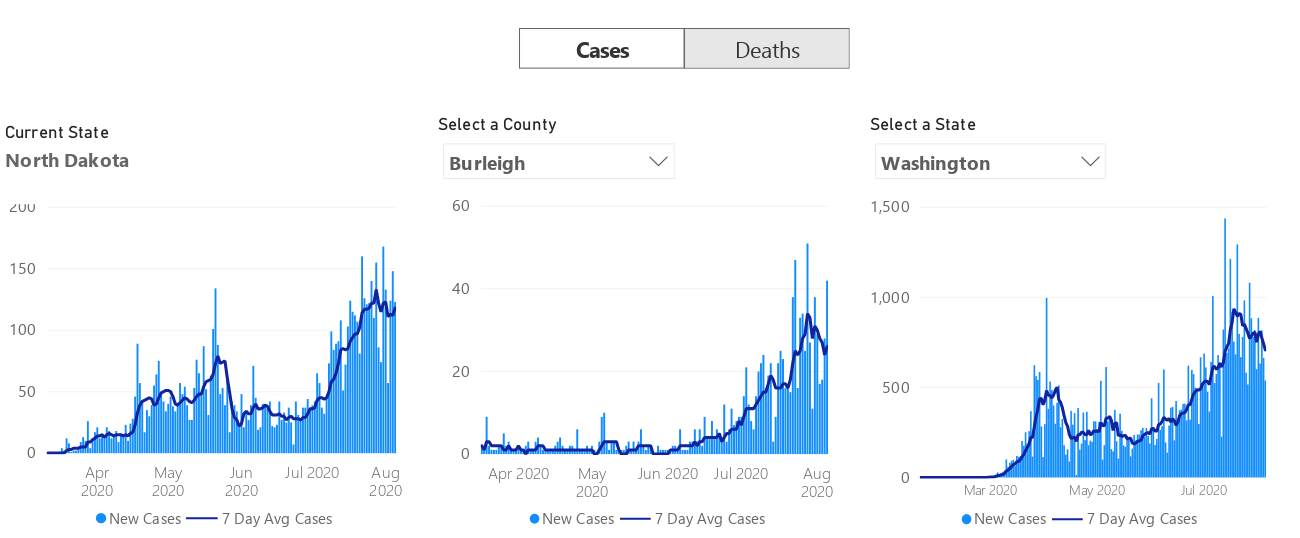 Cases
Deaths
Current State
North Dakota
200
150
100
50
0
Apr
2020
May
2020
Jun
2020
Jul 2020
Aug
2020
New Cases
7 Day Avg Cases
Select a County
Burleigh
60
40
20
0
Apr 2020
May
2020
Jun 2020
Jul 2020
Aug
2020
New Cases
7 Day Avg Cases
Select a State
Washington
1,500
1,000
500
0
Mar 2020
May 2020
Jul 2020
New Cases
7 Day Avg Cases